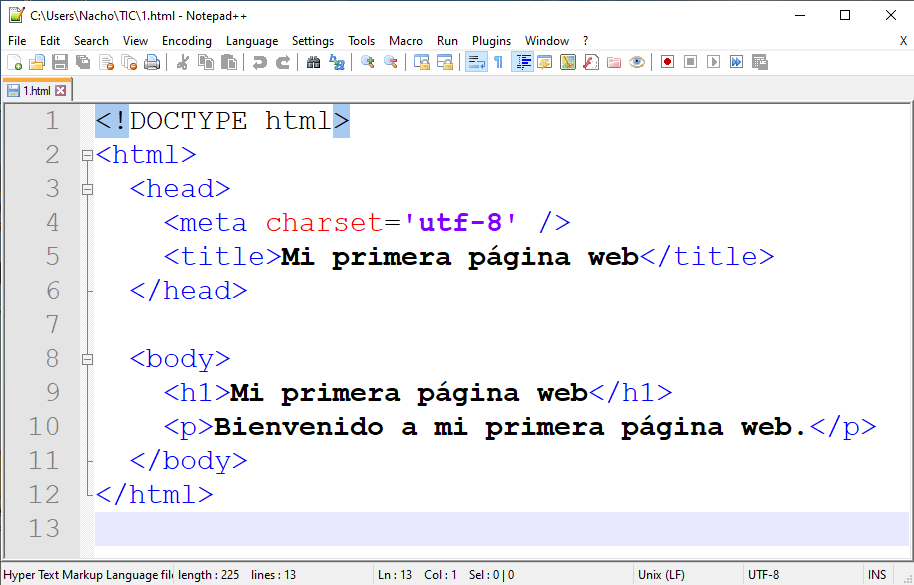 C:\Users\Nacho\TIC\1.html - Notepad++
File Edit Search View Encoding Language Settings Tools Macro Run Plugins Window ? X
1.html
1 <!DOCTYPE html>
2 <html>
3   <head>
4     <meta charset='utf-8' />
5     <title>Mi primera página web</title>
6   </head>
7
8   <body>
9     <h1>Mi primera página web</h1>
10     <p>Bienvenido a mi primera página web.</p>
11   </body>
12 </html>
13
Hyper Text Markup Language file length : 225 lines : 13 Ln : 13 Col : 1 Sel : 0 | 0 Unix (LF) UTF-8 INS